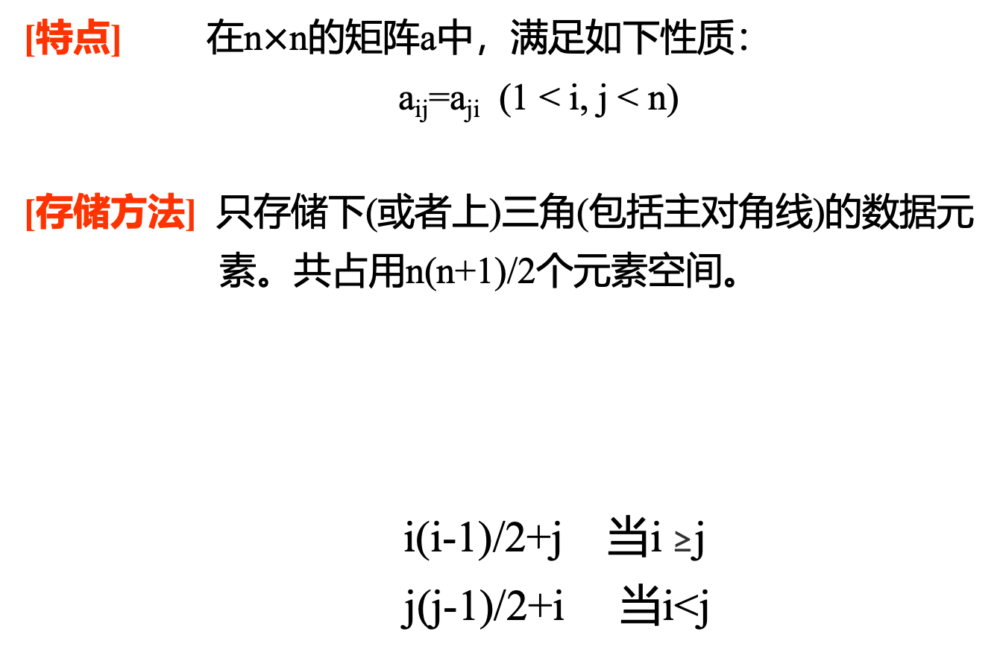 [特点] 在n×n的矩阵a中，满足如下性质：
aij=aji (1 < i, j < n)
[存储方法] 只存储下(或者上)三角(包括主对角线)的数据元
素。共占用n(n+1)/2个元素空间。
i(i-1)/2+j 当i ≥j
j(j-1)/2+i 当i<j